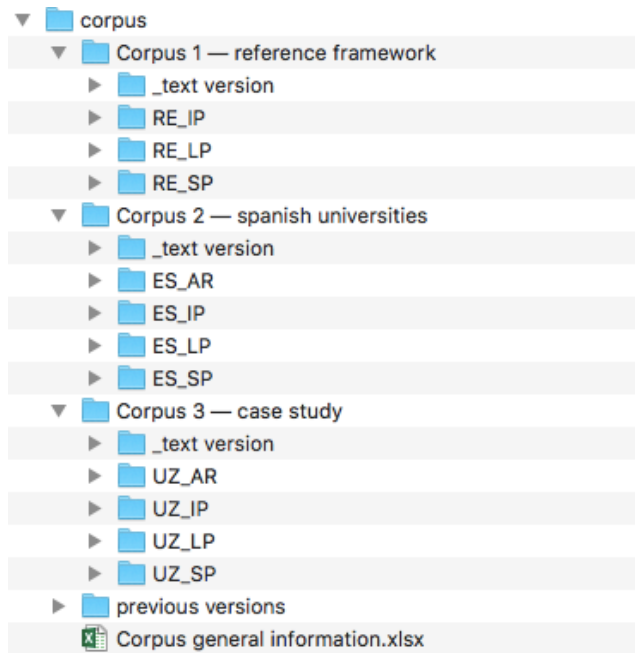 corpus
Corpus 1 — reference framework
_text version
RE_IP
RE_LP
RE_SP
Corpus 2 — spanish universities
_text version
ES_AR
ES_IP
ES_LP
ES_SP
Corpus 3 — case study
_text version
UZ_AR
UZ_IP
UZ_LP
UZ_SP
previous versions
Corpus general information.xlsx